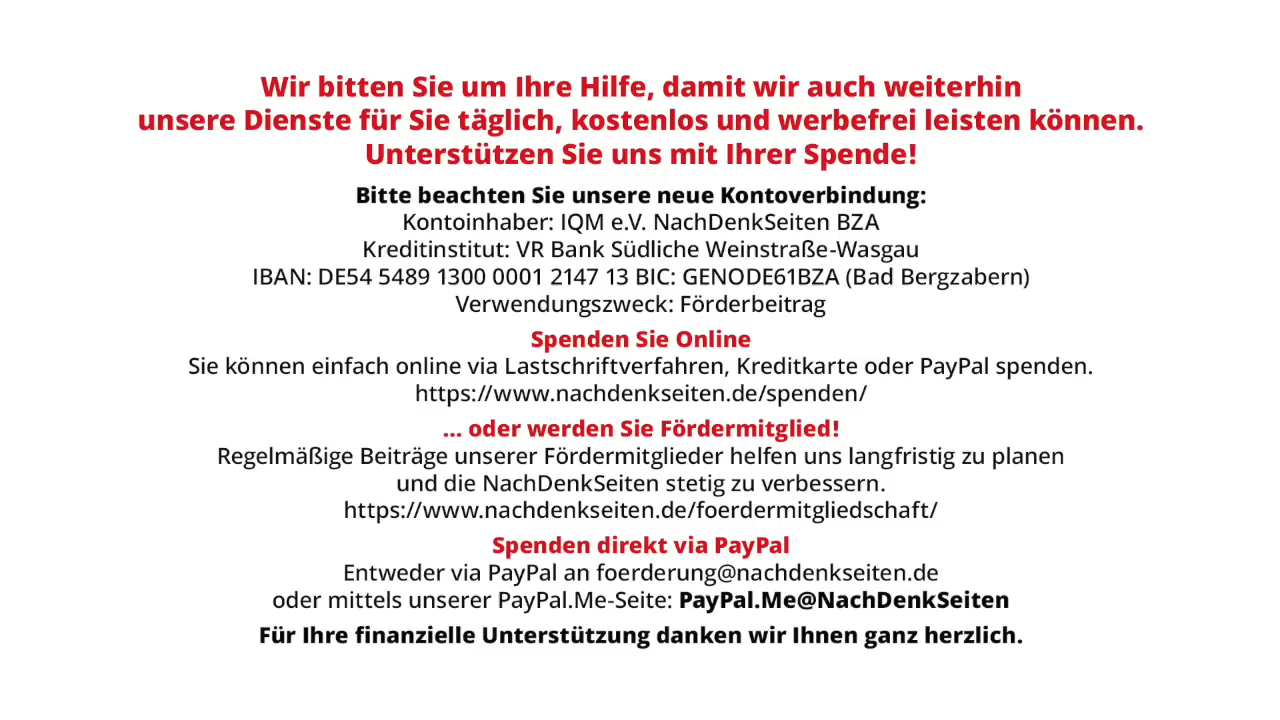 Wir bitten Sie um Ihre Hilfe, damit wir auch weiterhin
unsere Dienste für Sie täglich, kostenlos und werbefrei leisten können.
Unterstützen Sie uns mit Ihrer Spende!
Bitte beachten Sie unsere neue Kontoverbindung:
Kontoinhaber: IQM e.V. NachDenkSeiten BZA
Kreditinstitut: VR Bank Südliche Weinstraße-Wasgau
IBAN: DE54 5489 1300 0001 2147 13 BIC: GENODE61BZA (Bad Bergzabern)
Verwendungszweck: Förderbeitrag
Spenden Sie Online
Sie können einfach online via Lastschriftverfahren, Kreditkarte oder PayPal spenden.
https://www.nachdenkseiten.de/spenden/
... oder werden Sie Fördermitglied!
Regelmäßige Beiträge unserer Fördermitglieder helfen uns langfristig zu planen
und die NachDenkSeiten stetig zu verbessern.
https://www.nachdenkseiten.de/foerdermitgliedschaft/
Spenden direkt via PayPal
Entweder via PayPal an foerderung@nachdenkseiten.de
oder mittels unserer PayPal.Me-Seite: PayPal.Me@NachDenkSeiten
Für Ihre finanzielle Unterstützung danken wir Ihnen ganz herzlich.